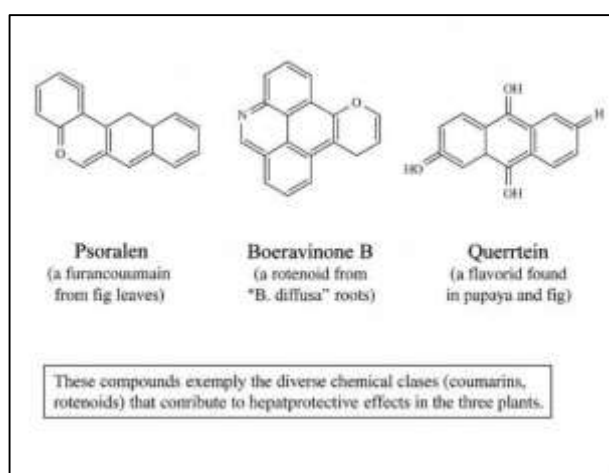 O
N
O
OH
H
HO
OH
Psoralen
(a furancouumain
from fig leaves)
Boeravinone B
(a rotenoid from
"B. diffusa" roots)
Querrtein
(a flavorid found
in papaya and fig)
These compounds exemply the diverse chemical clases (coumarins,
rotenoids) that contribute to hepatprotective effects in the three plants.